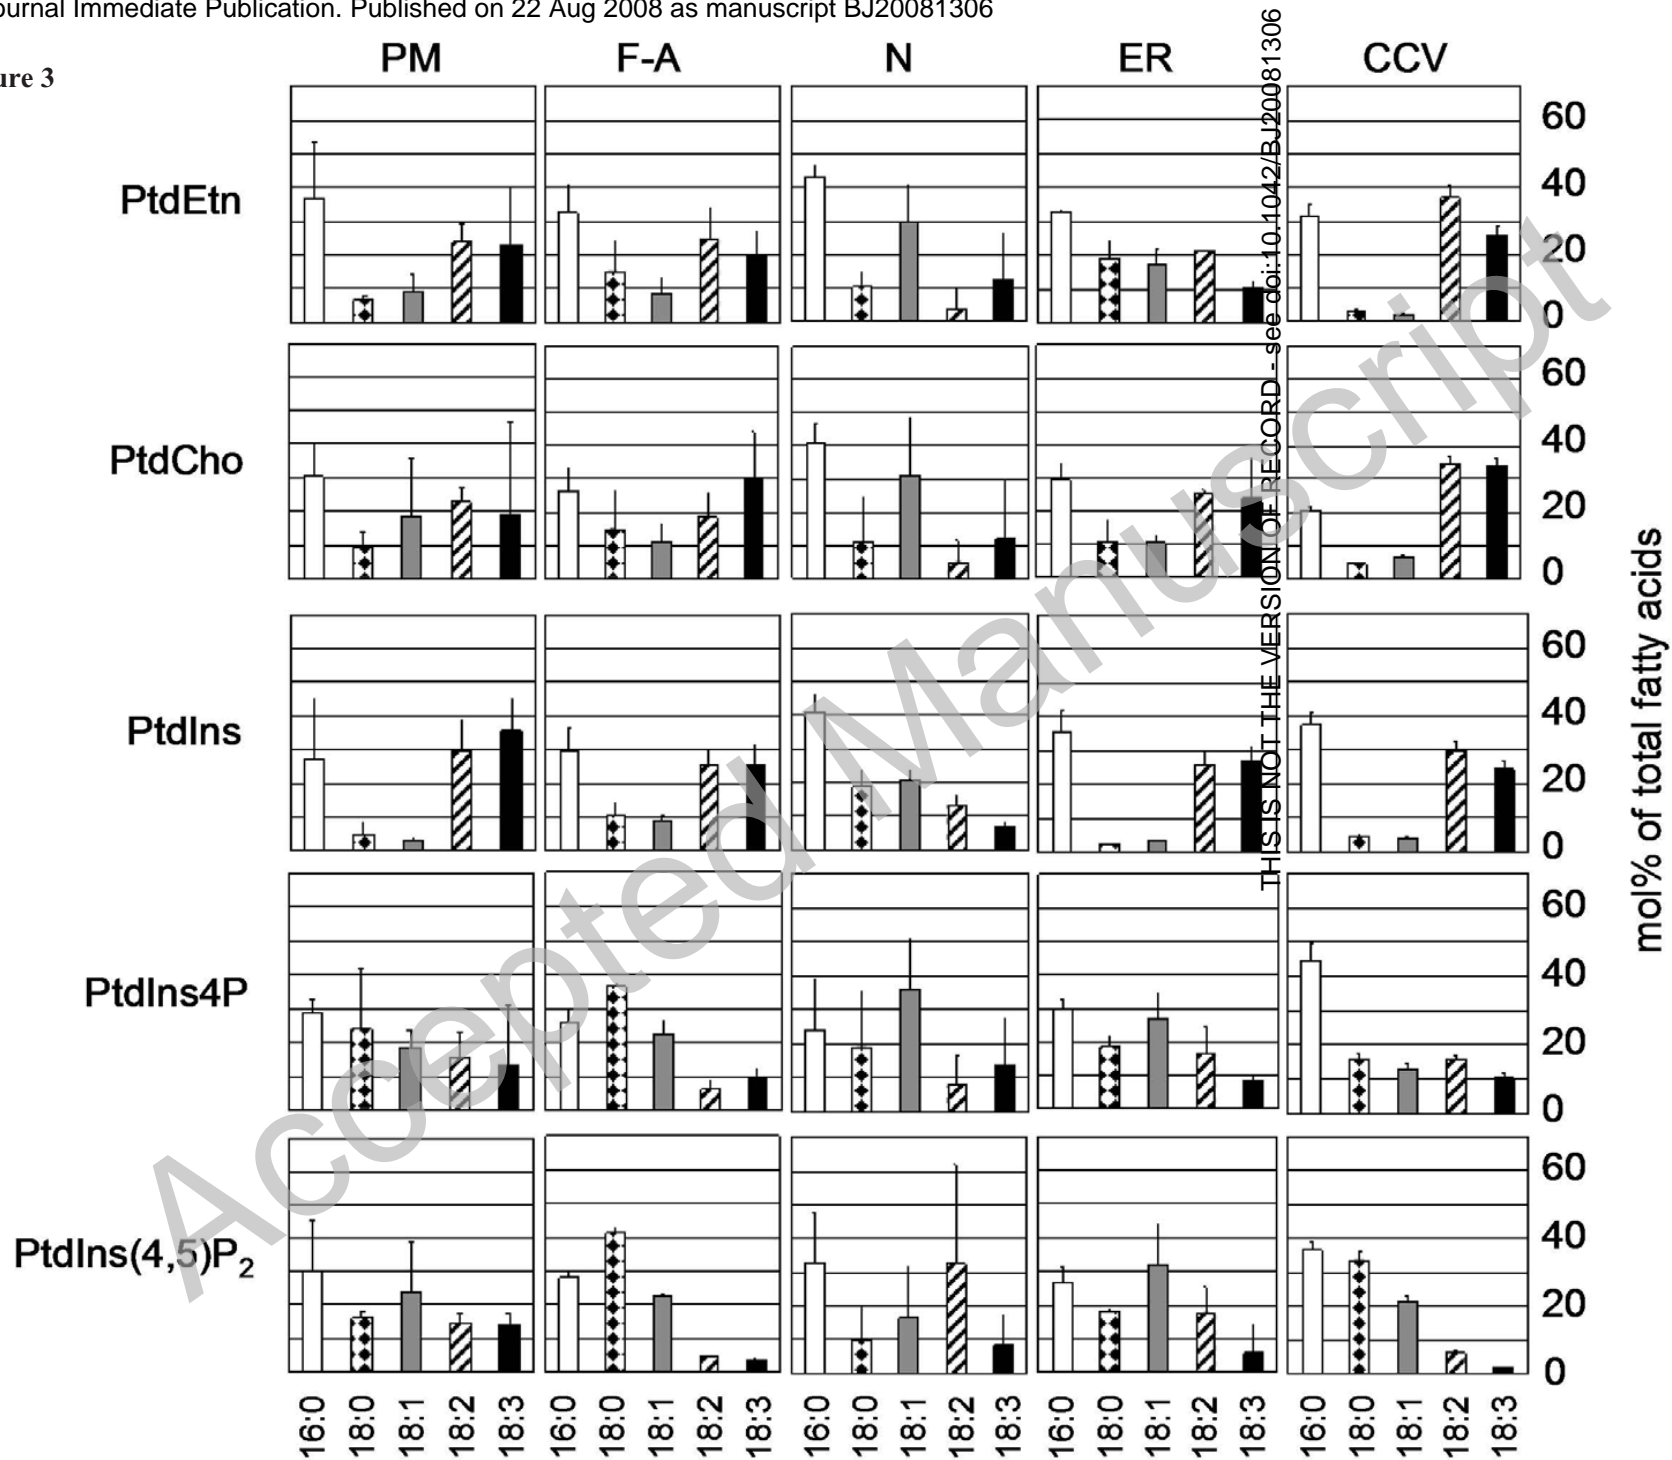 ournal Immediate Publication. Published on 22 Aug 2008 as manuscript BJ20081306
ure 3
PM F-A N ER CCV
PtdEtn
60
40
20
0
PtdCho
60
40
20
0
PtdIns
60
40
20
0
PtdIns4P
60
40
20
0
PtdIns(4,5)P2
60
40
20
0
16:0 18:0 18:1 18:2 18:3 16:0 18:0 18:1 18:2 18:3 16:0 18:0 18:1 18:2 18:3 16:0 18:0 18:1 18:2 18:3 16:0 18:0 18:1 18:2 18:3
mol% of total fatty acids
THIS IS NOT THE VERSION OF RECORD - see doi:10.1042/BJ20081306
Accepted Manuscript